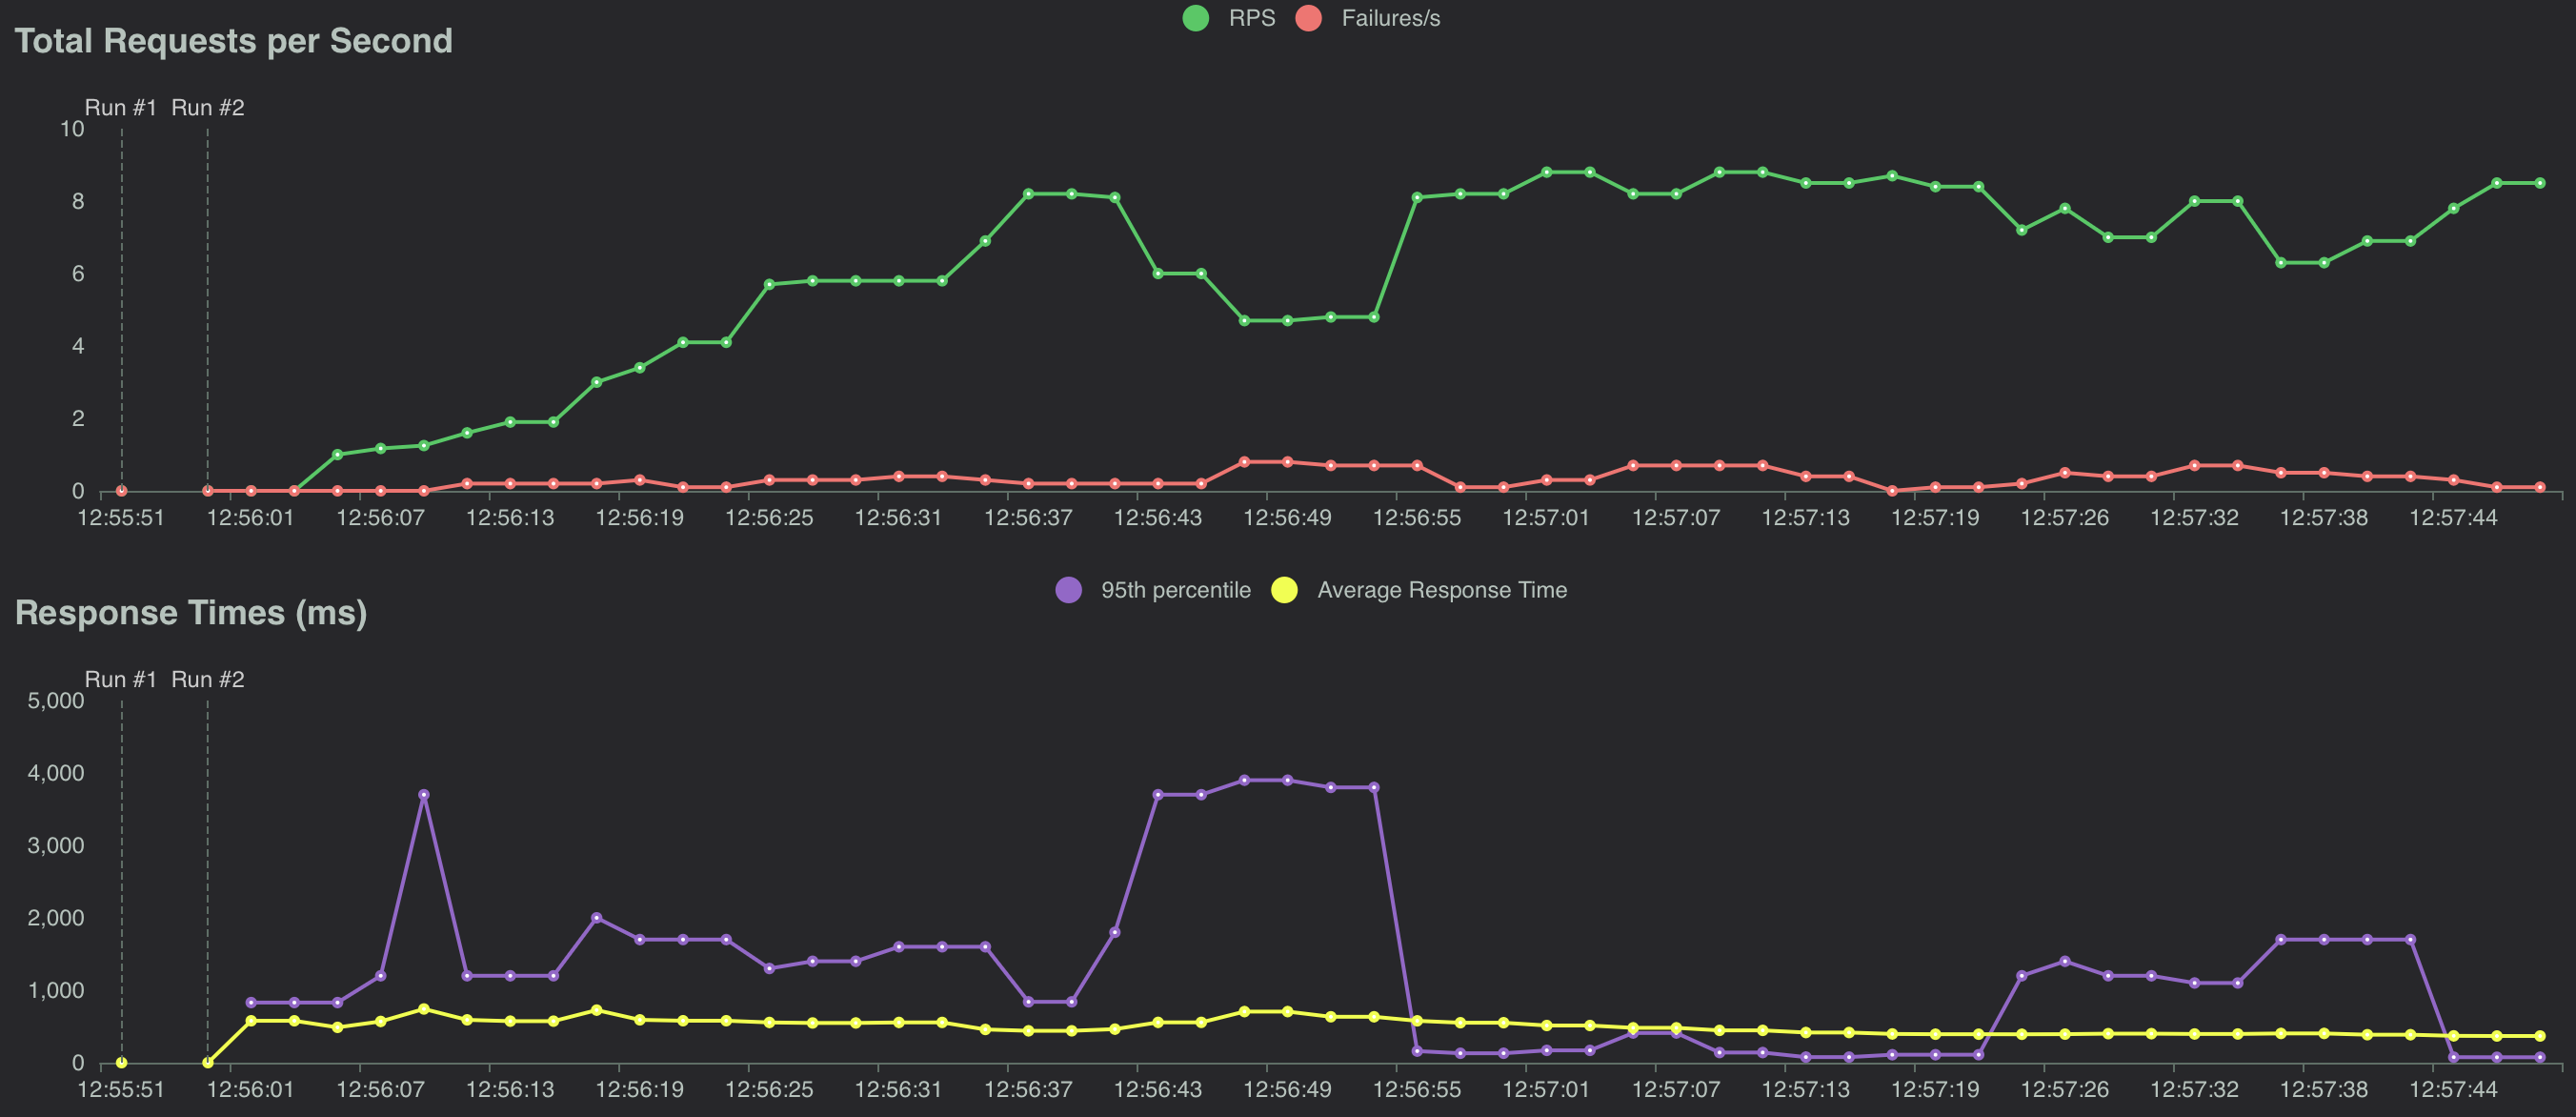 RPS Failures/s
Total Requests per Second
Run #1 Run #2
10
8
6
4
2
0
12:55:51 12:56:01 12:56:07 12:56:13 12:56:19 12:56:25 12:56:31 12:56:37 12:56:43 12:56:49 12:56:55 12:57:01 12:57:07 12:57:13 12:57:19 12:57:26 12:57:32 12:57:38 12:57:44
95th percentile Average Response Time
Response Times (ms)
Run #1 Run #2
5,000
4,000
3,000
2,000
1,000
0
12:55:51 12:56:01 12:56:07 12:56:13 12:56:19 12:56:25 12:56:31 12:56:37 12:56:43 12:56:49 12:56:55 12:57:01 12:57:07 12:57:13 12:57:19 12:57:26 12:57:32 12:57:38 12:57:44